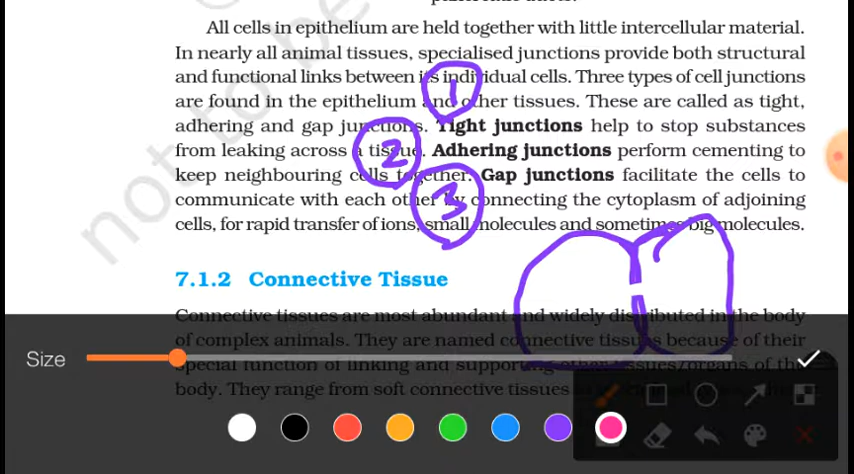 All cells in epithelium are held together with little intercellular material.
In nearly all animal tissues, specialised junctions provide both structural
and functional links between its individual cells. Three types of cell junctions
are found in the epithelium and other tissues. These are called as tight,
adhering and gap junctions. Tight junctions help to stop substances
from leaking across a tissue. Adhering junctions perform cementing to
keep neighbouring cells together. Gap junctions facilitate the cells to
communicate with each other by connecting the cytoplasm of adjoining
cells, for rapid transfer of ions, small molecules and sometimes big molecules.
1
2
3
not to be
7.1.2 Connective Tissue
Connective tissues are most abundant and widely distributed in the body
of complex animals. They are named connective tissues because of their
special function of linking and supporting other tissues/organs of the
body. They range from soft connective tissues
Size